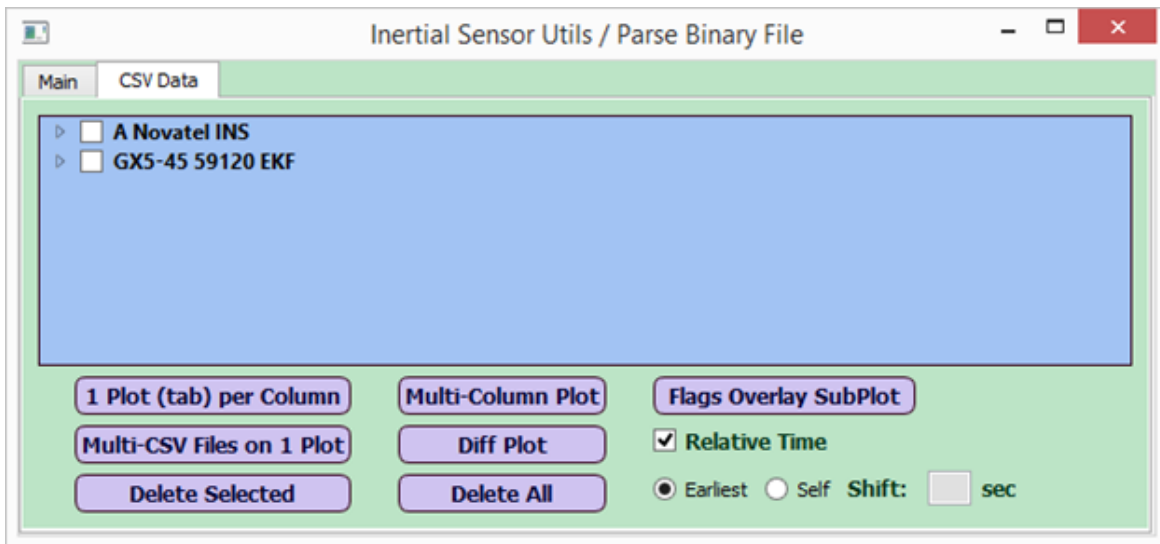 Inertial Sensor Utils / Parse Binary File
Main CSV Data
A Novatel INS
GX5-45 59120 EKF
1 Plot (tab) per Column Multi-Column Plot Flags Overlay SubPlot
Multi-CSV Files on 1 Plot Diff Plot Relative Time
Delete Selected Delete All Earliest Self Shift: sec